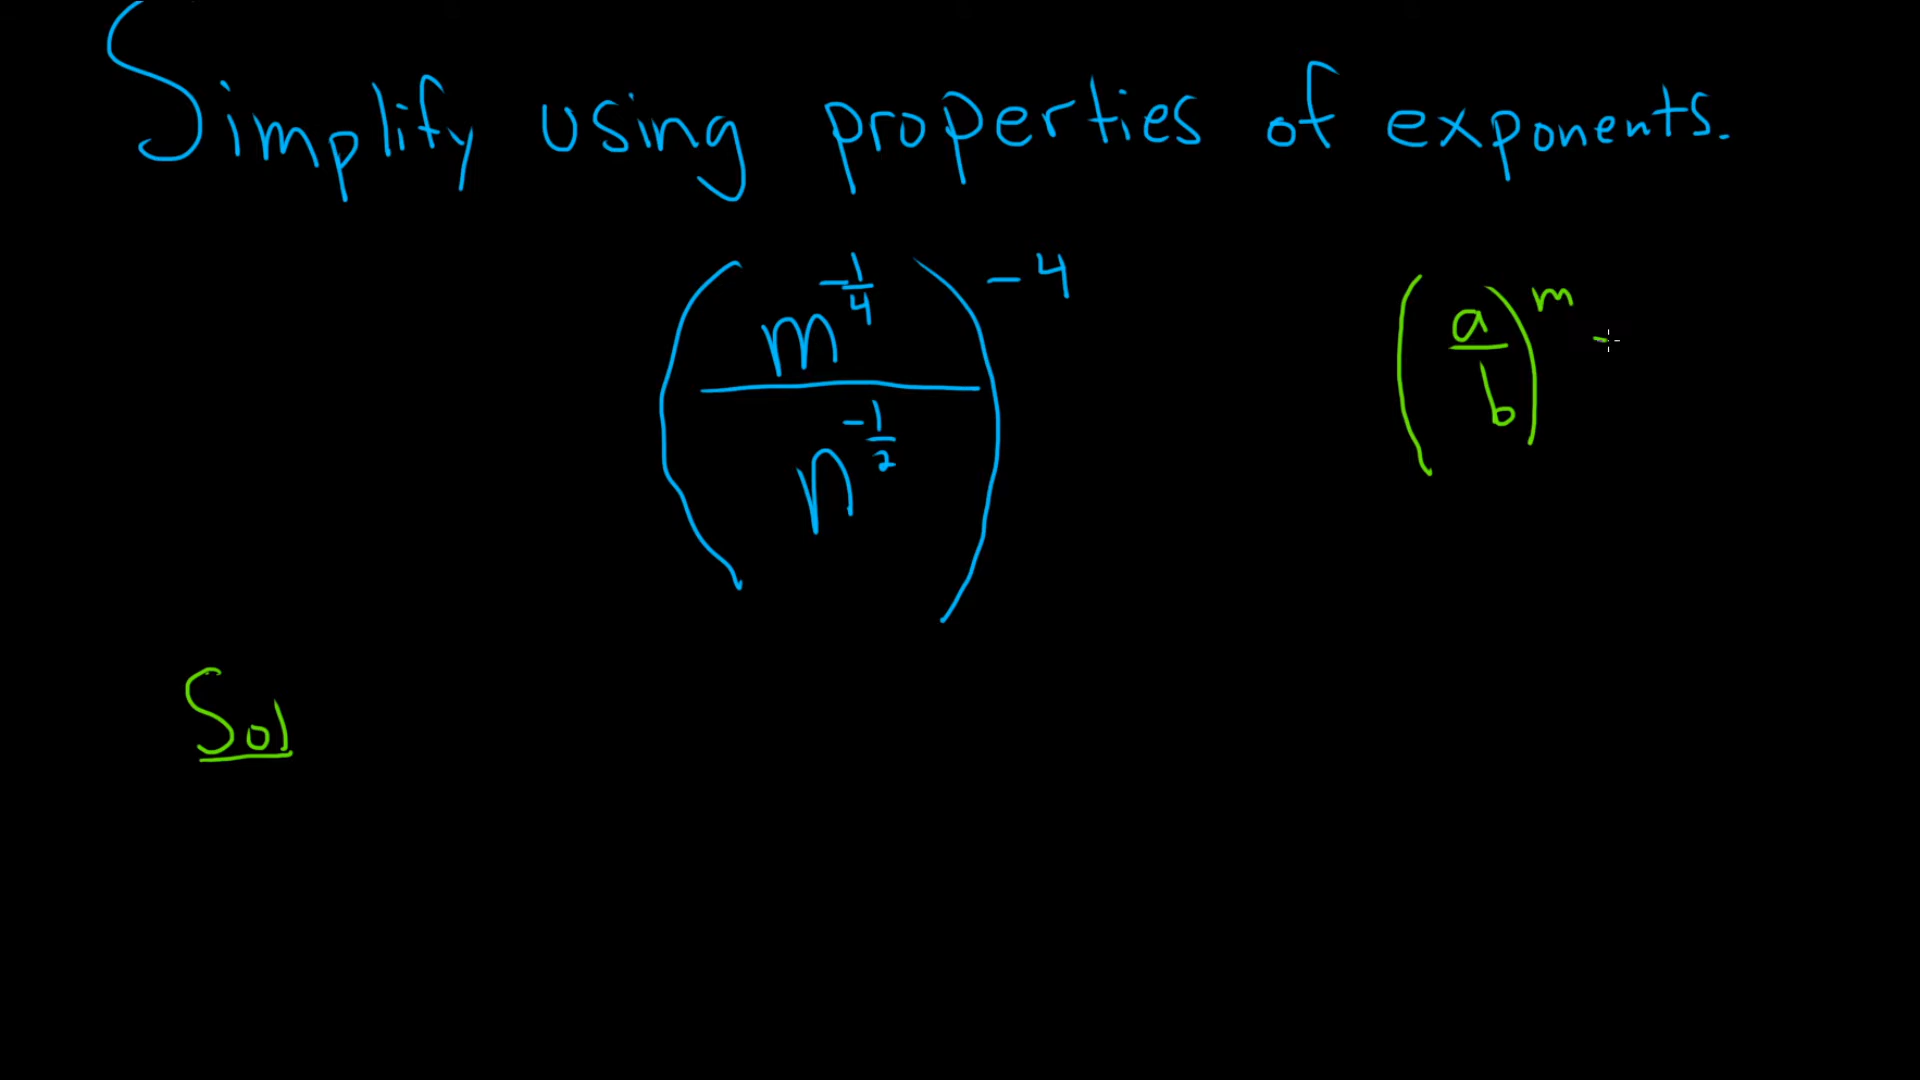 Simplify using properties of exponents.
(m^{-1/4} / n^{-1/2})^{-4}
(a/b)^m -
Sol